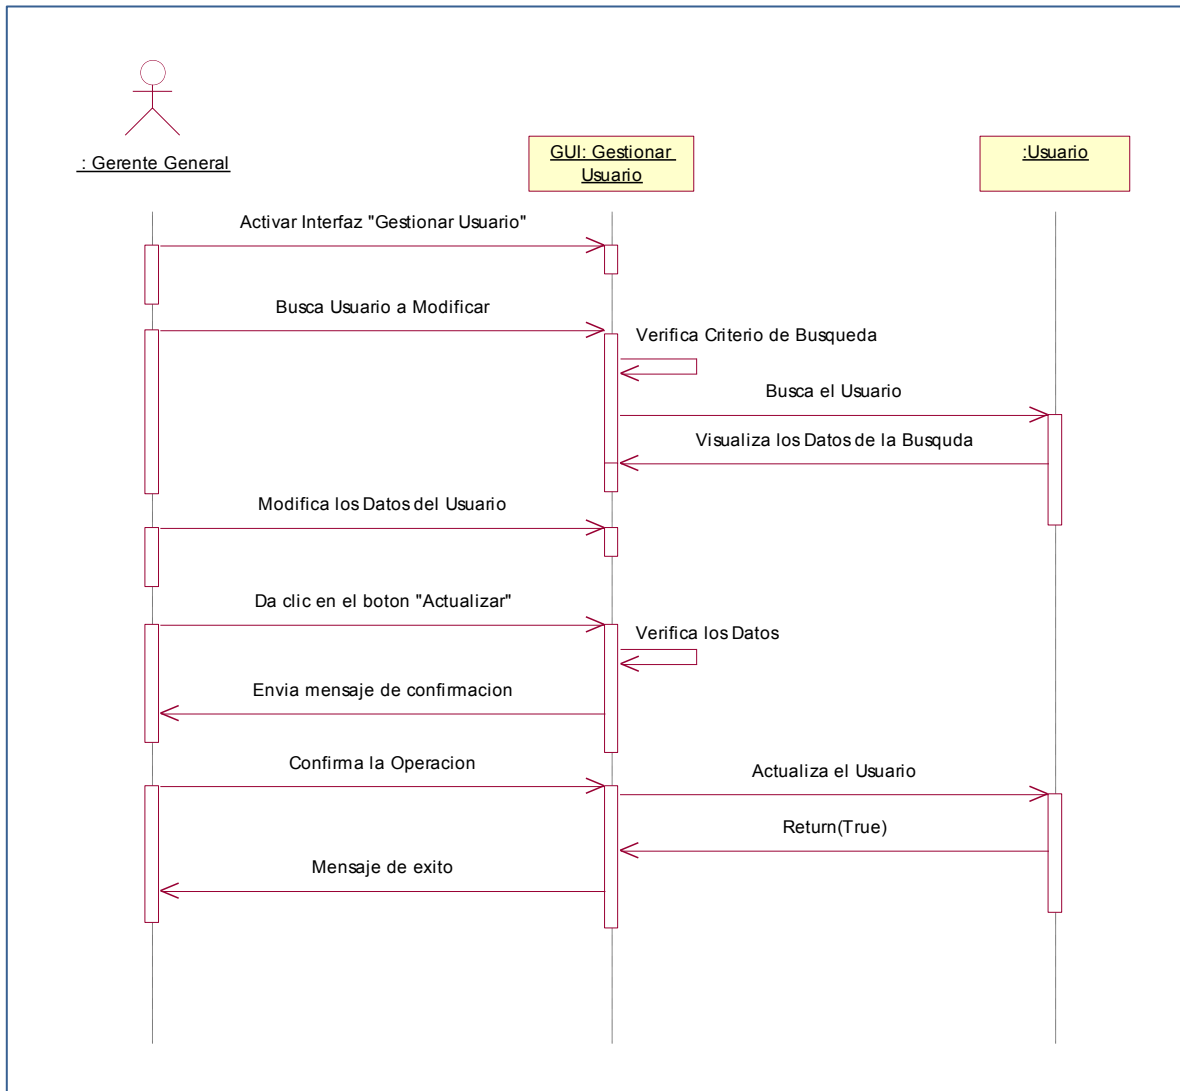 : Gerente General
GUI: Gestionar
Usuario
:Usuario
Activar Interfaz "Gestionar Usuario"
Busca Usuario a Modificar
Verifica Criterio de Busqueda
Busca el Usuario
Visualiza los Datos de la Busquda
Modifica los Datos del Usuario
Da clic en el boton "Actualizar"
Verifica los Datos
Envia mensaje de confirmacion
Confirma la Operacion
Actualiza el Usuario
Return(True)
Mensaje de exito